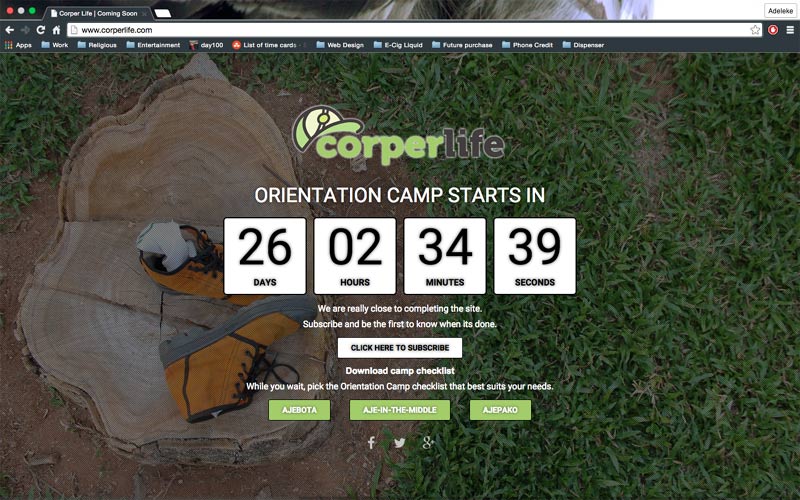 Corper Life | Coming Soon
Adeleke
www.corperlife.com
Apps Work Religious Entertainment day100 List of time cards - S Web Design E-Cig Liquid Future purchase Phone Credit Dispenser
corperlife
ORIENTATION CAMP STARTS IN
26 02 34 39
DAYS HOURS MINUTES SECONDS
We are really close to completing the site.
Subscribe and be the first to know when its done.
CLICK HERE TO SUBSCRIBE
Download camp checklist
While you wait, pick the Orientation Camp checklist that best suits your needs.
AJEBOTA AJE-IN-THE-MIDDLE AJEPAKO